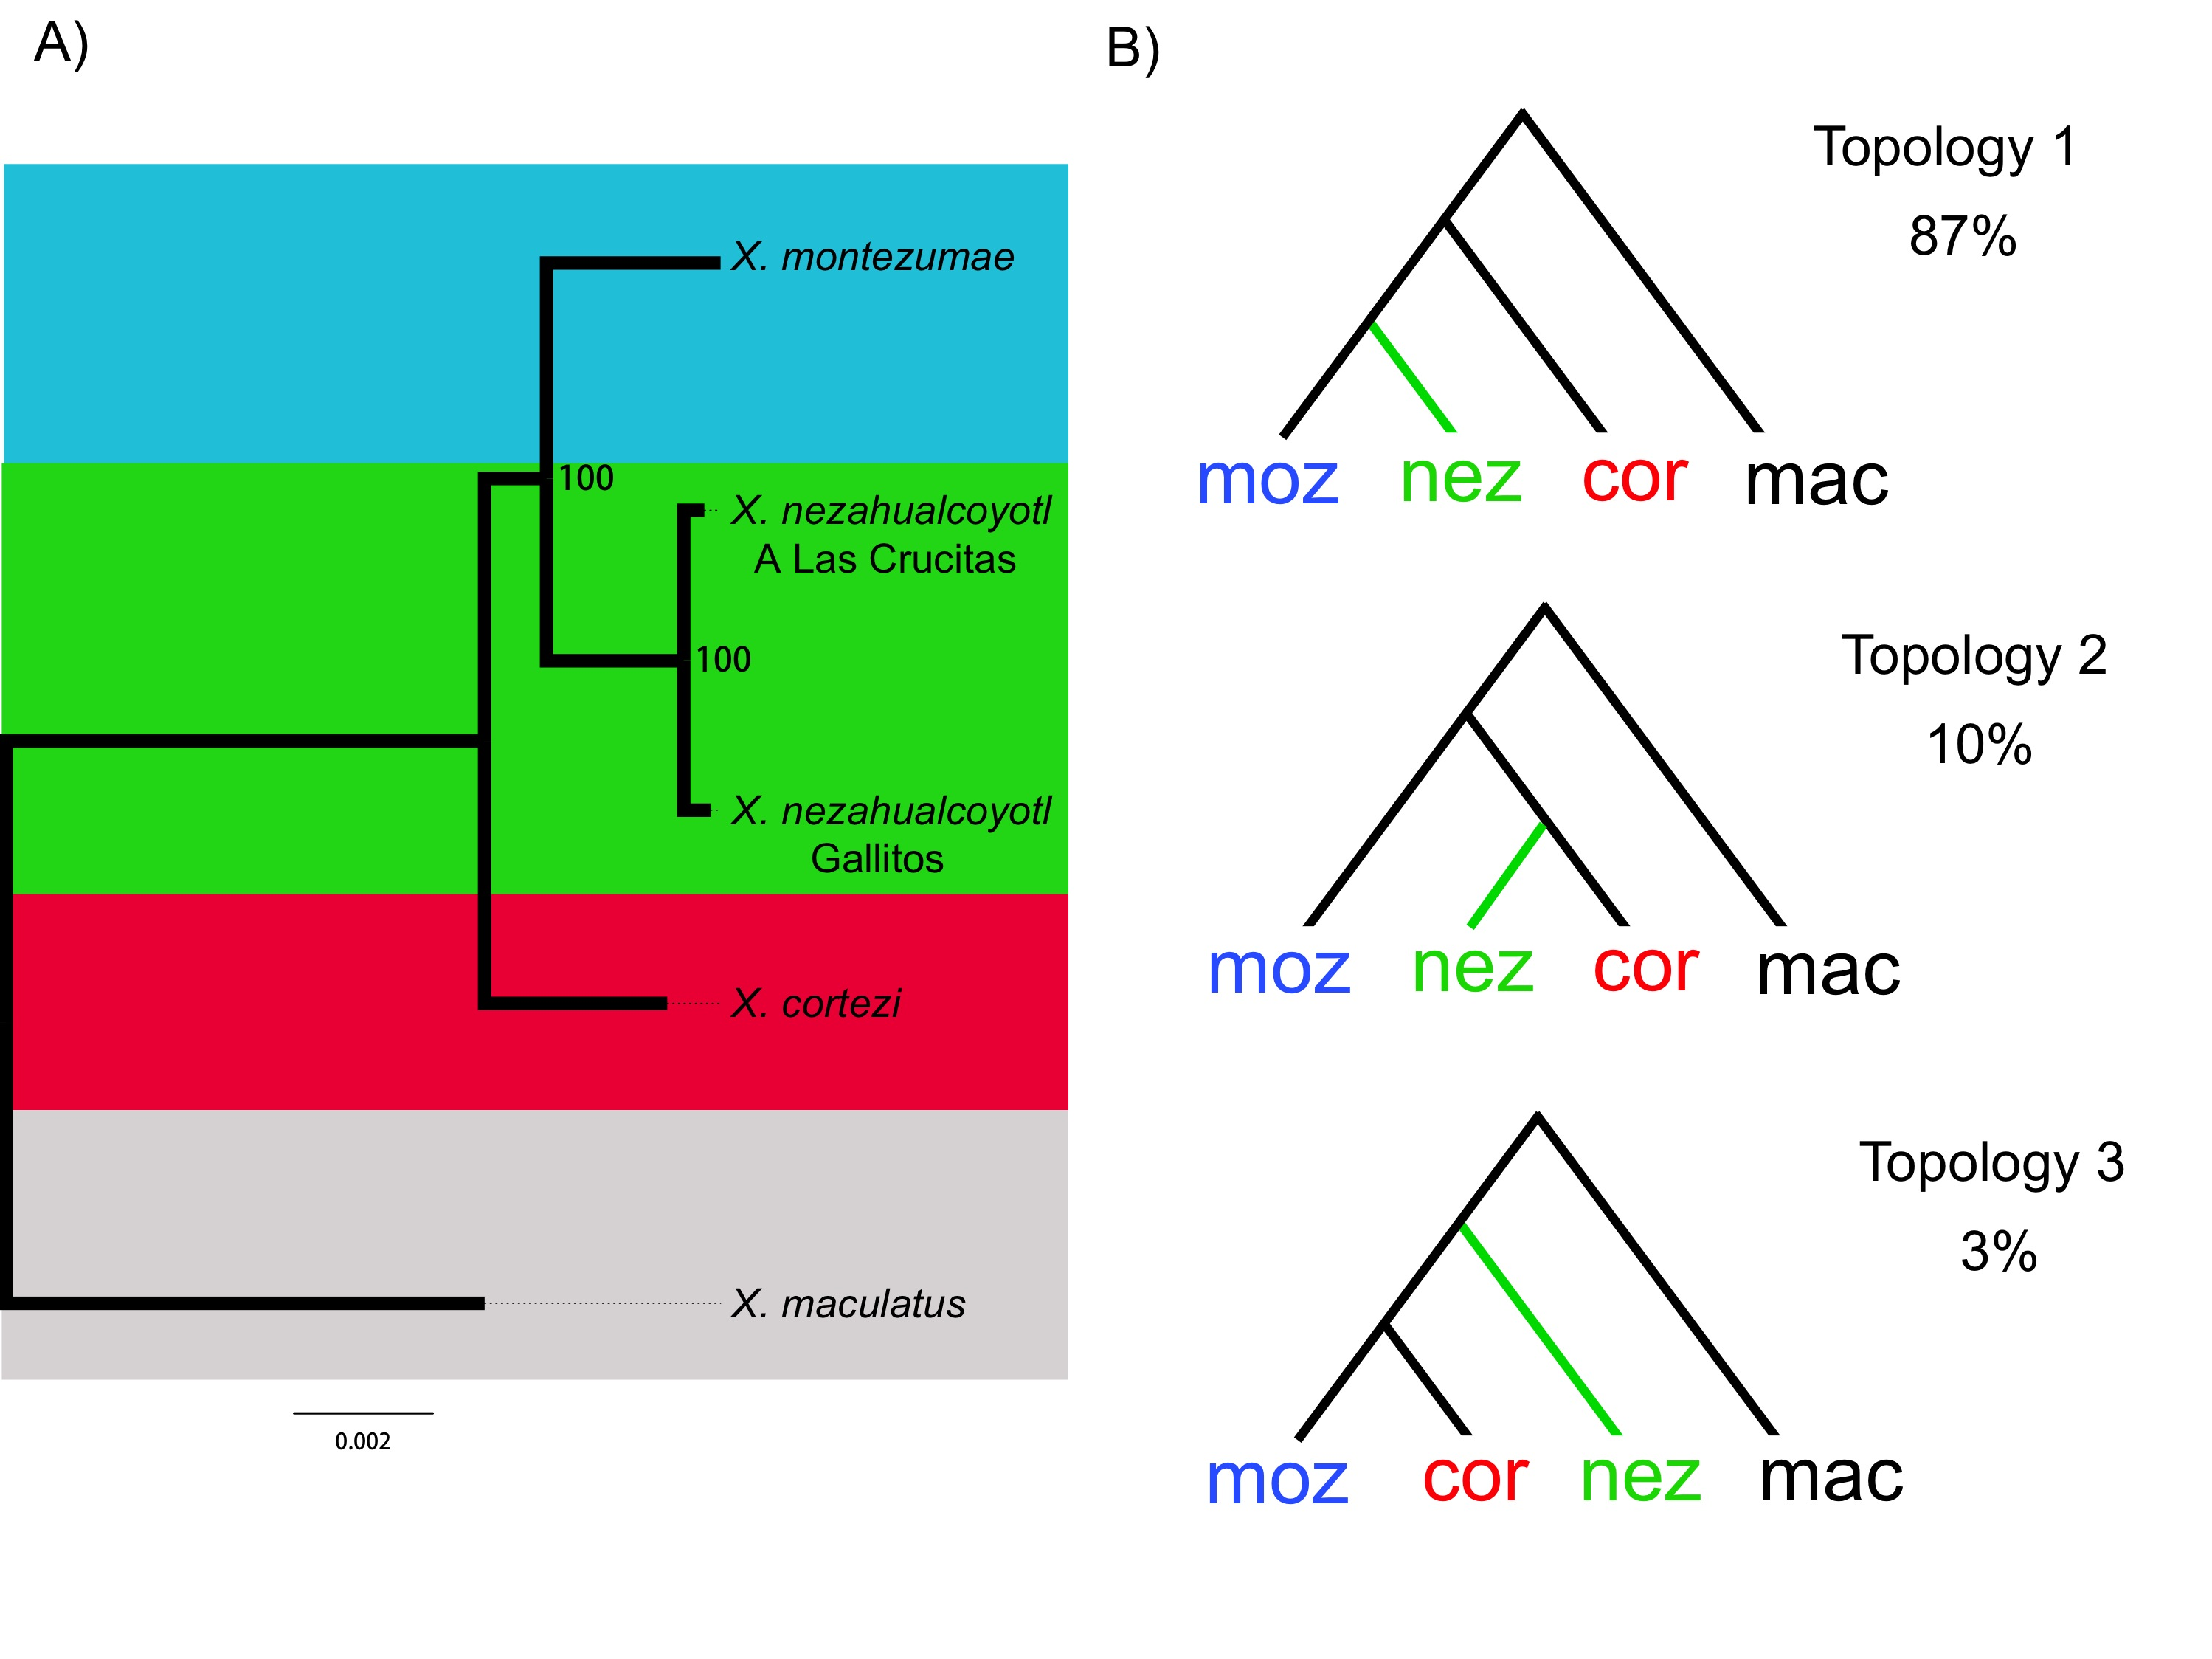 A)
X. montezumae
100
X. nezahualcoyotl
A Las Crucitas
100
X. nezahualcoyotl
Gallitos
X. cortezi
X. maculatus
0.002
B)
Topology 1
87%
moz nez cor mac
Topology 2
10%
moz nez cor mac
Topology 3
3%
moz cor nez mac